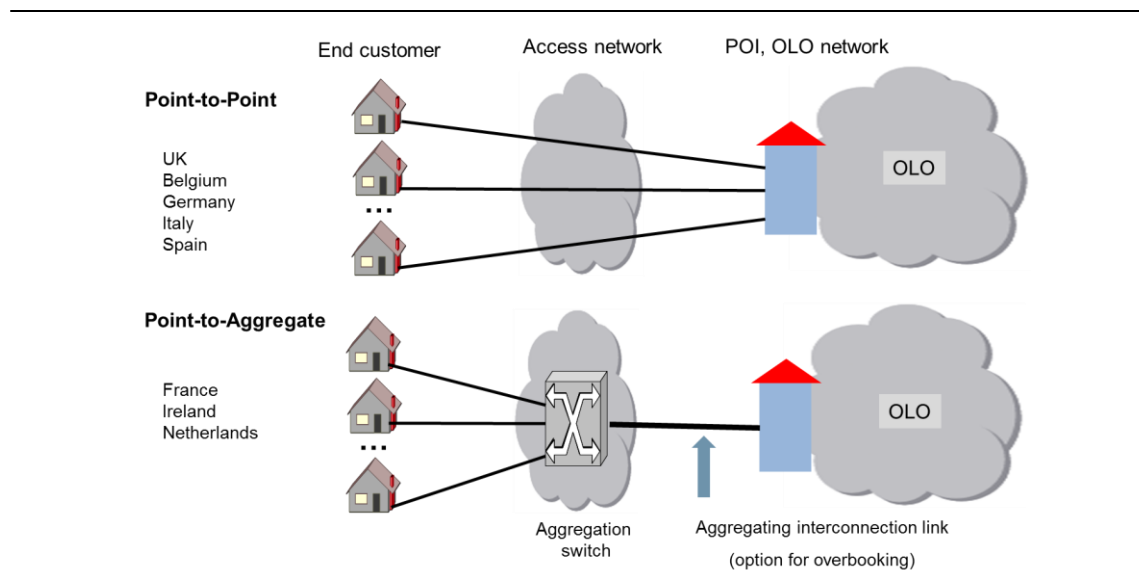 End customer
Access network
POI, OLO network
Point-to-Point
UK
Belgium
Germany
Italy
Spain
...
OLO
Point-to-Aggregate
France
Ireland
Netherlands
...
OLO
Aggregation
switch
Aggregating interconnection link
(option for overbooking)